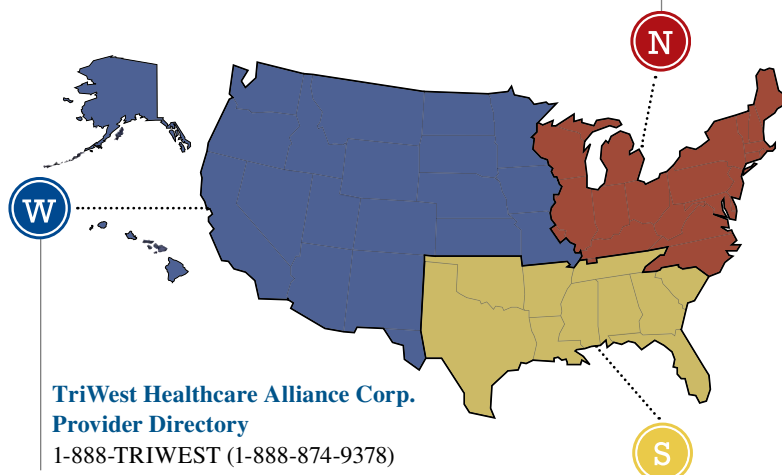 N
W
TriWest Healthcare Alliance Corp.
Provider Directory
1-888-TRIWEST (1-888-874-9378)
S